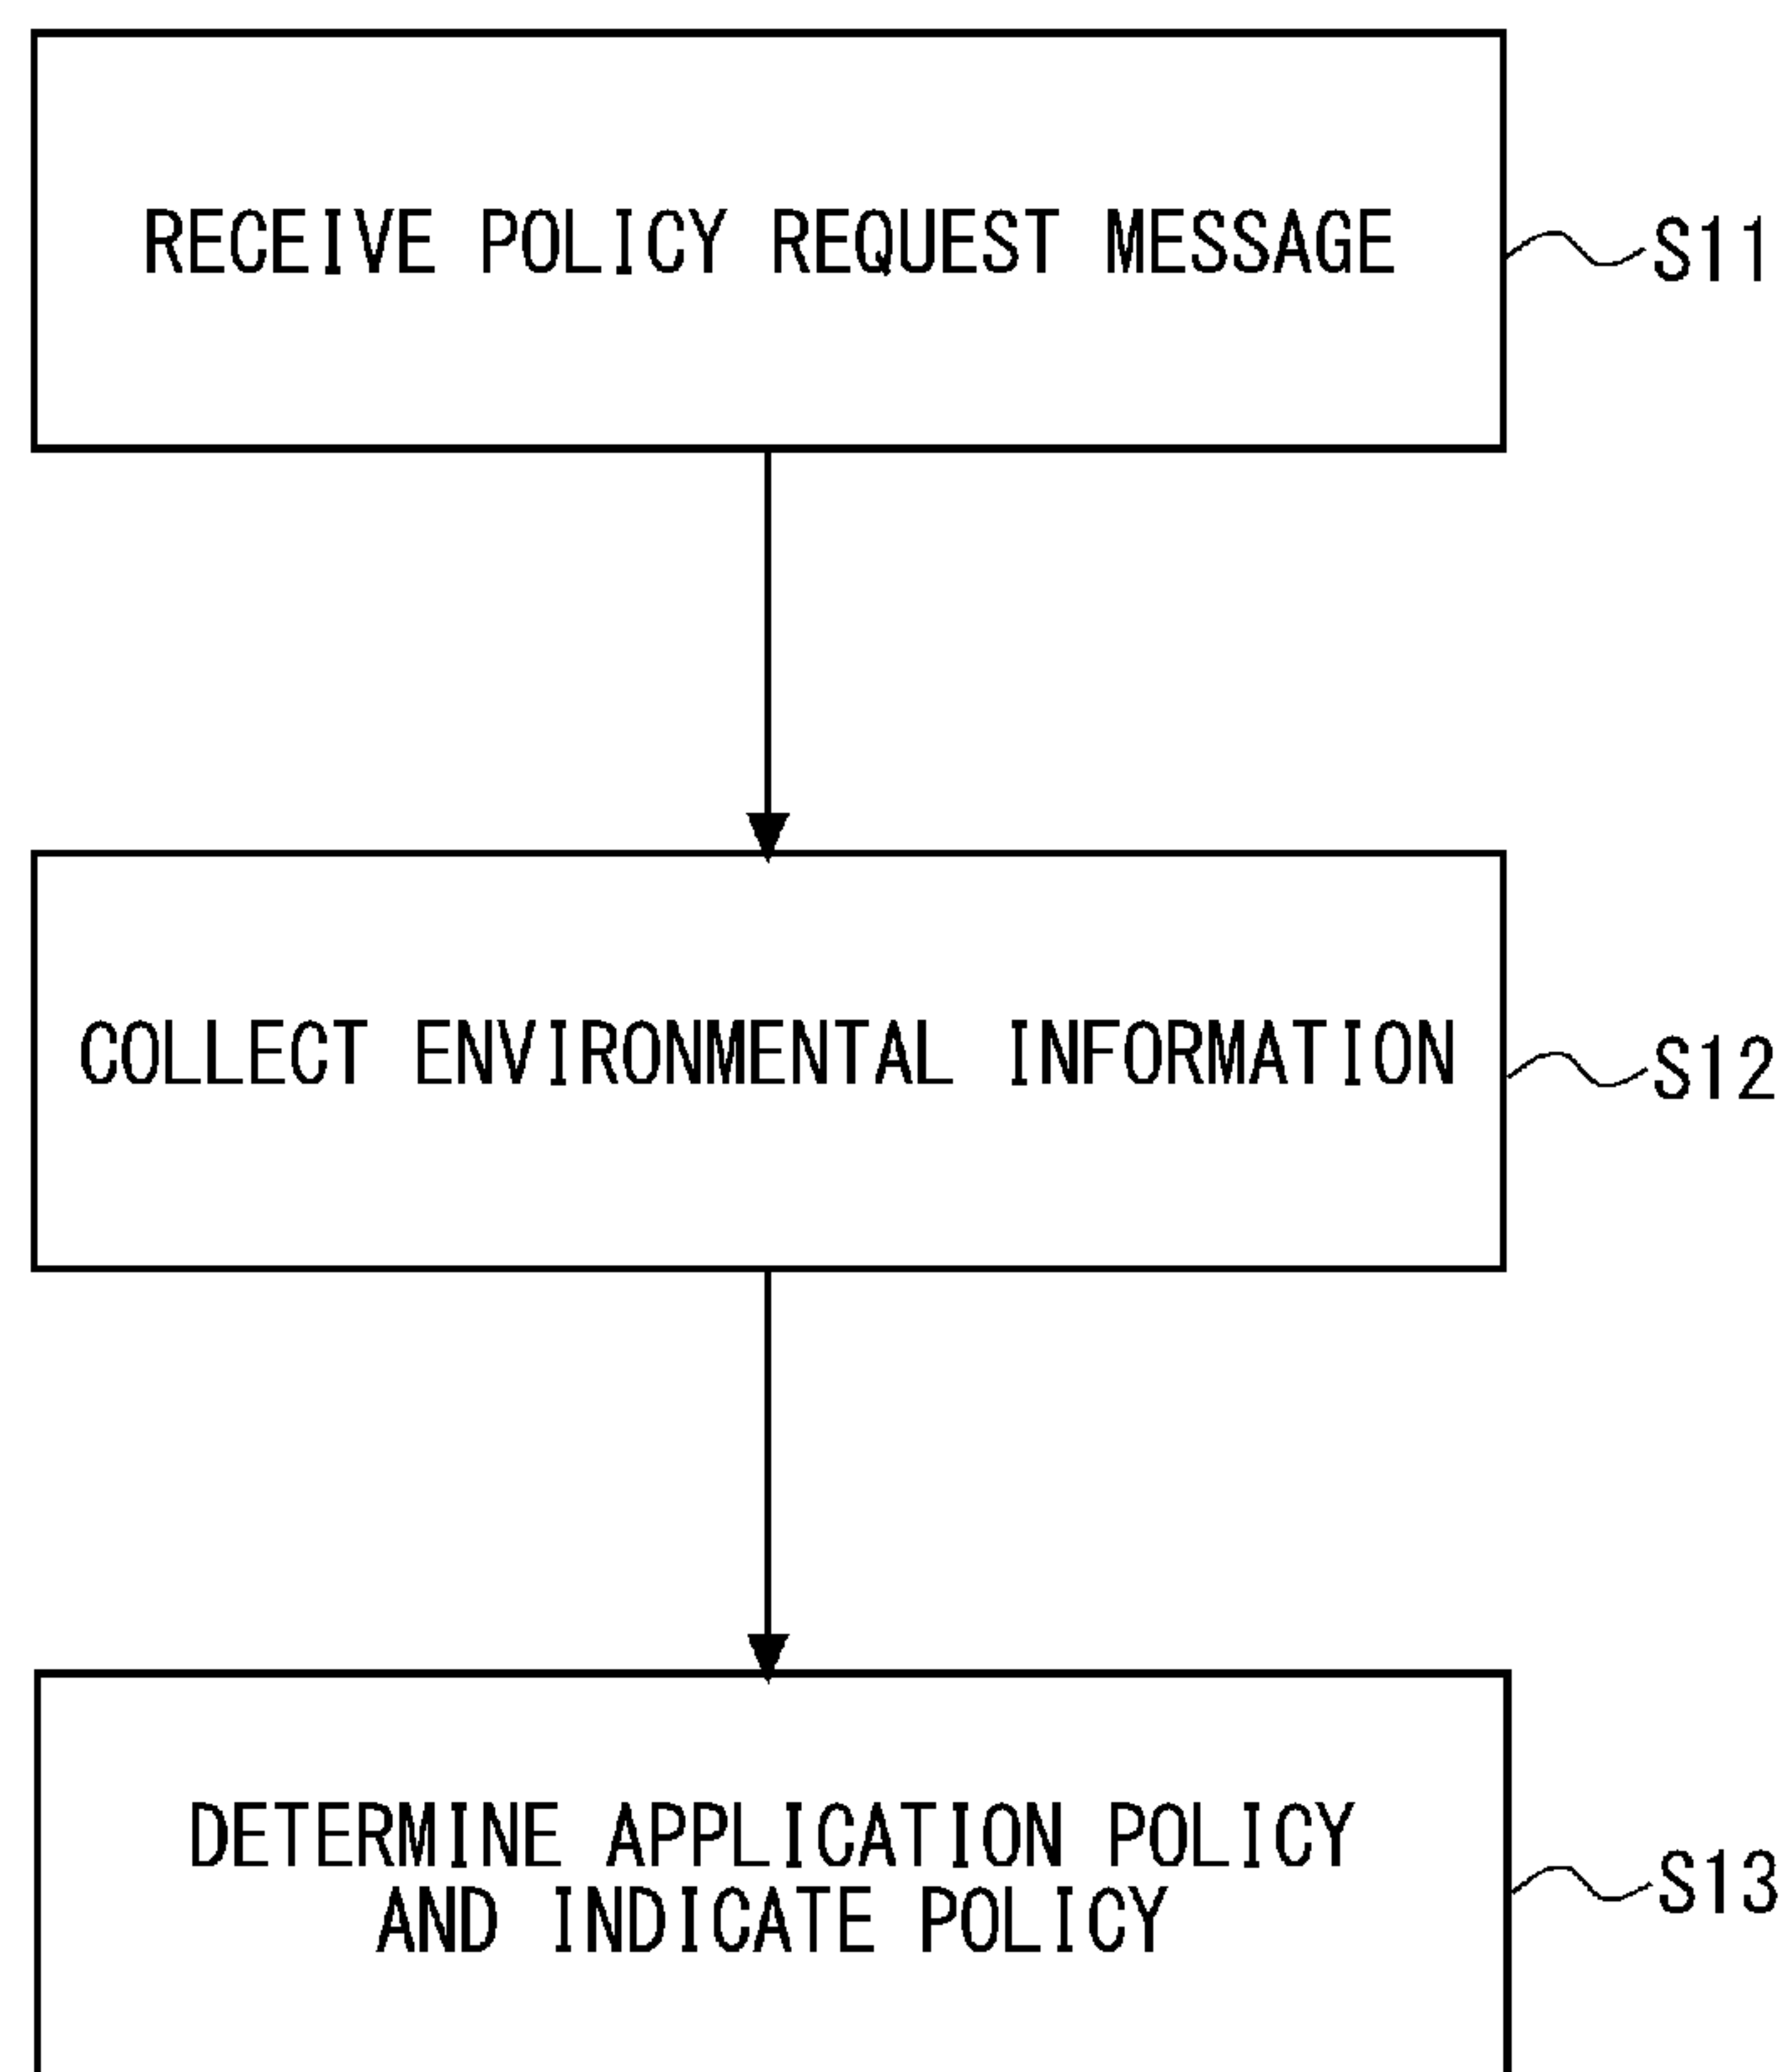 RECEIVE POLICY REQUEST MESSAGE
S11
COLLECT ENVIRONMENTAL INFORMATION
S12
DETERMINE APPLICATION POLICY
AND INDICATE POLICY
S13